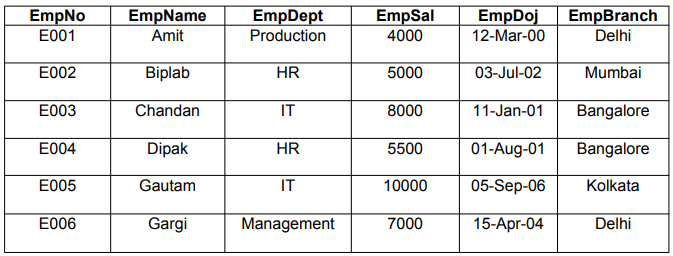 EmpNo EmpName EmpDept EmpSal EmpDoj EmpBranch
E001 Amit Production 4000 12-Mar-00 Delhi
E002 Biplab HR 5000 03-Jul-02 Mumbai
E003 Chandan IT 8000 11-Jan-01 Bangalore
E004 Dipak HR 5500 01-Aug-01 Bangalore
E005 Gautam IT 10000 05-Sep-06 Kolkata
E006 Gargi Management 7000 15-Apr-04 Delhi